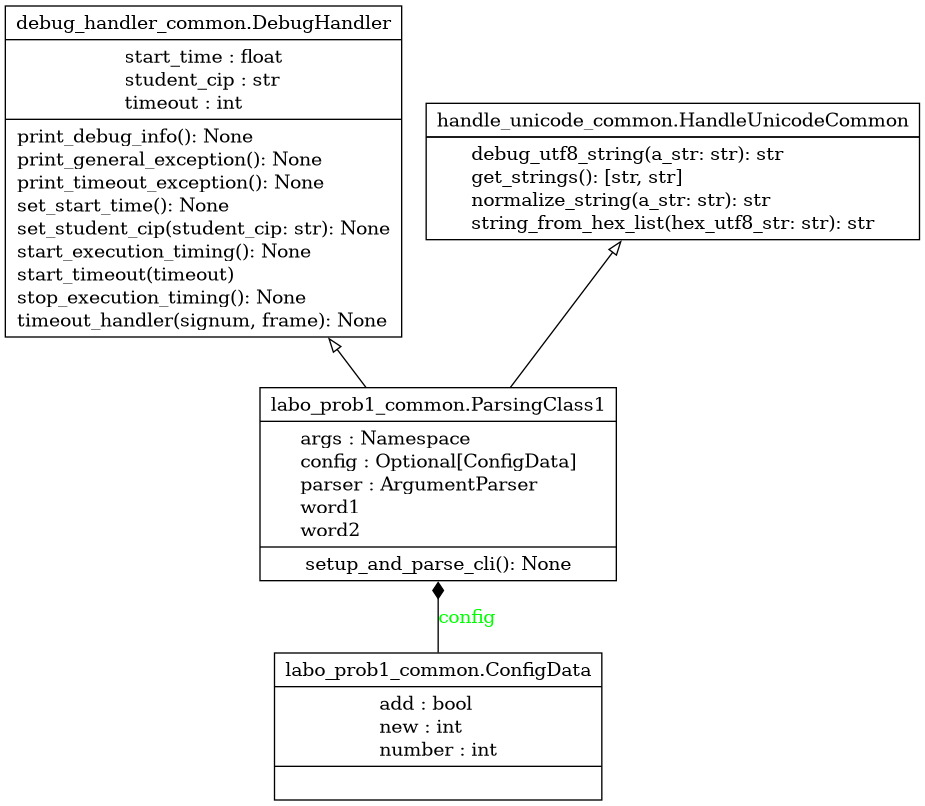 debug_handler_common.DebugHandler
start_time : float
student_cip : str
timeout : int
print_debug_info(): None
print_general_exception(): None
print_timeout_exception(): None
set_start_time(): None
set_student_cip(student_cip: str): None
start_execution_timing(): None
start_timeout(timeout)
stop_execution_timing(): None
timeout_handler(signum, frame): None
handle_unicode_common.HandleUnicodeCommon
debug_utf8_string(a_str: str): str
get_strings(): [str, str]
normalize_string(a_str: str): str
string_from_hex_list(hex_utf8_str: str): str
labo_prob1_common.ParsingClass1
args : Namespace
config : Optional[ConfigData]
parser : ArgumentParser
word1
word2
setup_and_parse_cli(): None
config
labo_prob1_common.ConfigData
add : bool
new : int
number : int